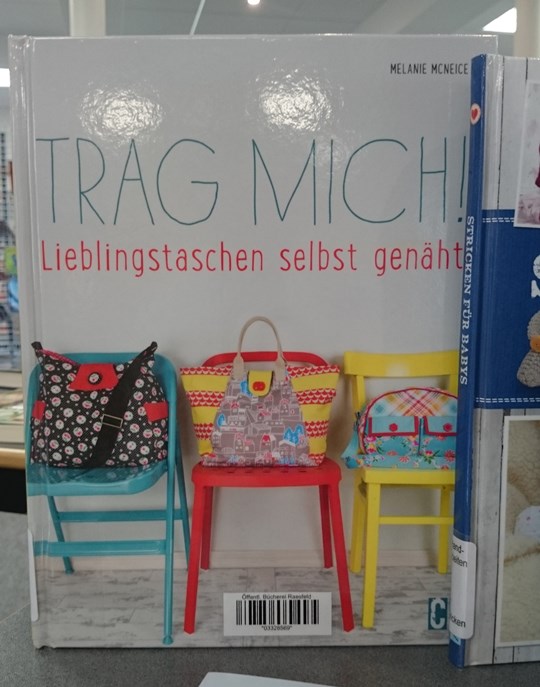 MELANIE MCNEICE
TRAG MICH!
Lieblingstaschen selbst genäht
STRICKEN FÜR BABYS
Öffentl. Bücherei Raesfeld
C